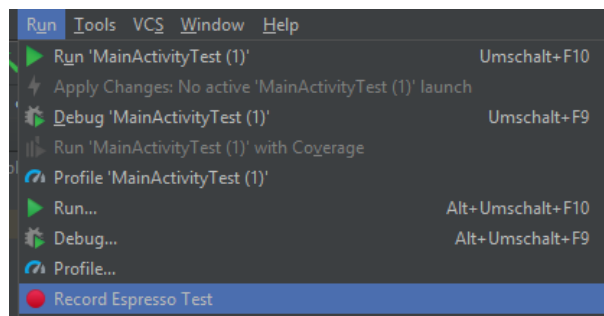 Run Tools VCS Window Help
Run 'MainActivityTest (1)' Umschalt+F10
Apply Changes: No active 'MainActivityTest (1)' launch
Debug 'MainActivityTest (1)' Umschalt+F9
Run 'MainActivityTest (1)' with Coverage
Profile 'MainActivityTest (1)'
Run... Alt+Umschalt+F10
Debug... Alt+Umschalt+F9
Profile...
Record Espresso Test